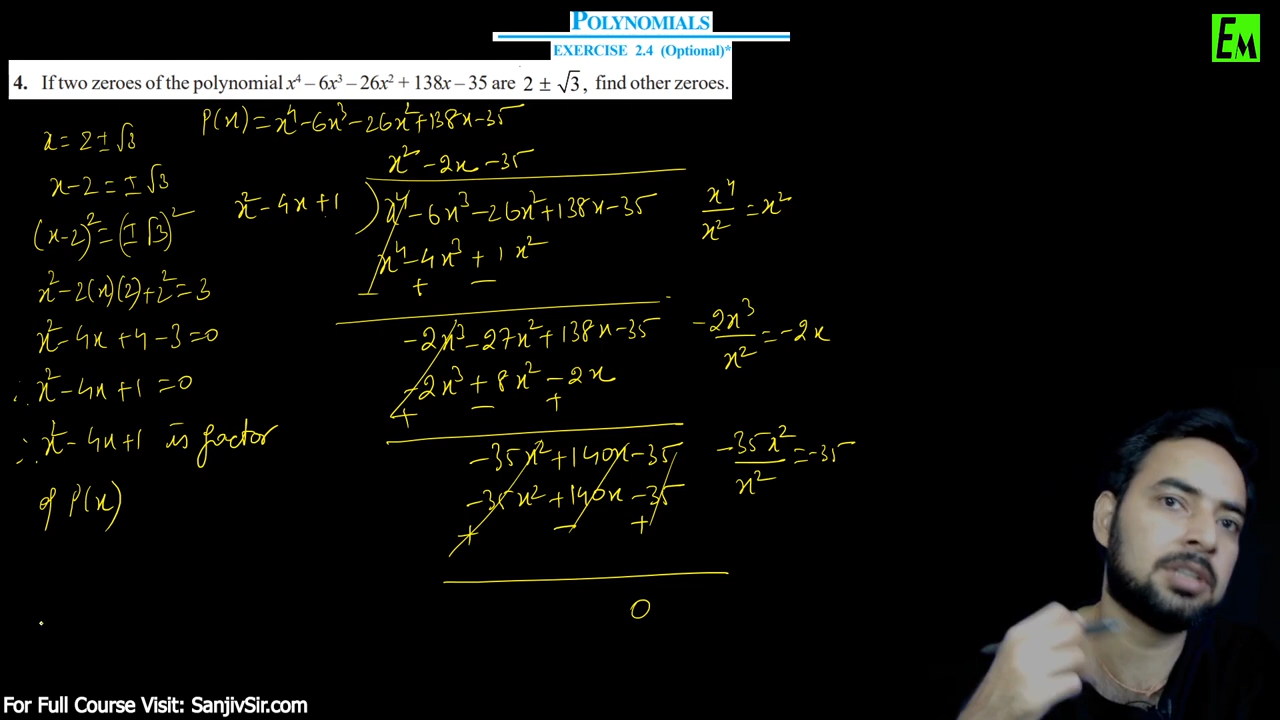 POLYNOMIALS
EXERCISE 2.4 (Optional)*
EM
4. If two zeroes of the polynomial x⁴ – 6x³ – 26x² + 138x – 35 are 2 ± √3, find other zeroes.
P(x) = x⁴-6x³-26x²+138x-35
x = 2 ± √3
x-2 = ± √3
(x-2)² = (± √3)²
x²-2(x)(2)+2² = 3
x²-4x+4-3=0
∴ x²-4x+1=0
∴ x²-4x+1 is factor
of P(x)
x²-2x-35
x²-4x+1 ) x⁴-6x³-26x²+138x-35
x⁴-4x³+1x²
- + -
-2x³-27x²+138x-35
-2x³+8x²-2x
+ - +
-35x²+140x-35
-35x²+140x-35
+ - +
0
x⁴/x² = x²
-2x³/x² = -2x
-35x²/x² = -35
For Full Course Visit: SanjivSir.com